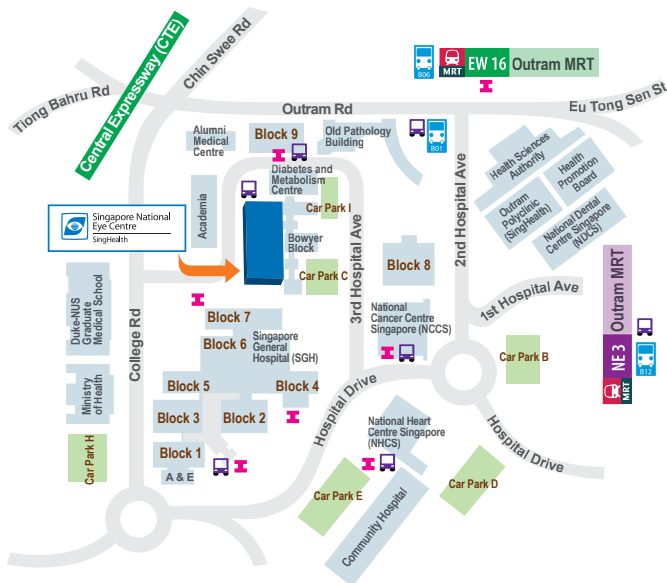 Central Expressway (CTE)
Chin Swee Rd
Tiong Bahru Rd
B06
MRT
EW 16
Outram MRT
Eu Tong Sen St
Outram Rd
Alumni
Medical
Centre
Block 9
Old Pathology
Building
B01
2nd Hospital Ave
Health Sciences
Authority
Health
Promotion
Board
Outram
Polyclinic
(SingHealth)
National Dental
Centre Singapore
(NDCS)
Diabetes and
Metabolism
Centre
Academia
Car Park I
Singapore National
Eye Centre
SingHealth
Bowyer
Block
Car Park C
3rd Hospital Ave
Block 8
1st Hospital Ave
Outram MRT
NE 3
MRT
B12
Duke-NUS
Graduate
Medical School
College Rd
Block 7
Block 6
Singapore
General
Hospital (SGH)
National
Cancer Centre
Singapore (NCCS)
Car Park B
Ministry
of Health
Block 5
Block 4
Block 3
Block 2
Hospital Drive
National Heart
Centre Singapore
(NHCS)
Hospital Drive
Car Park H
Block 1
A & E
Car Park E
Community Hospital
Car Park D